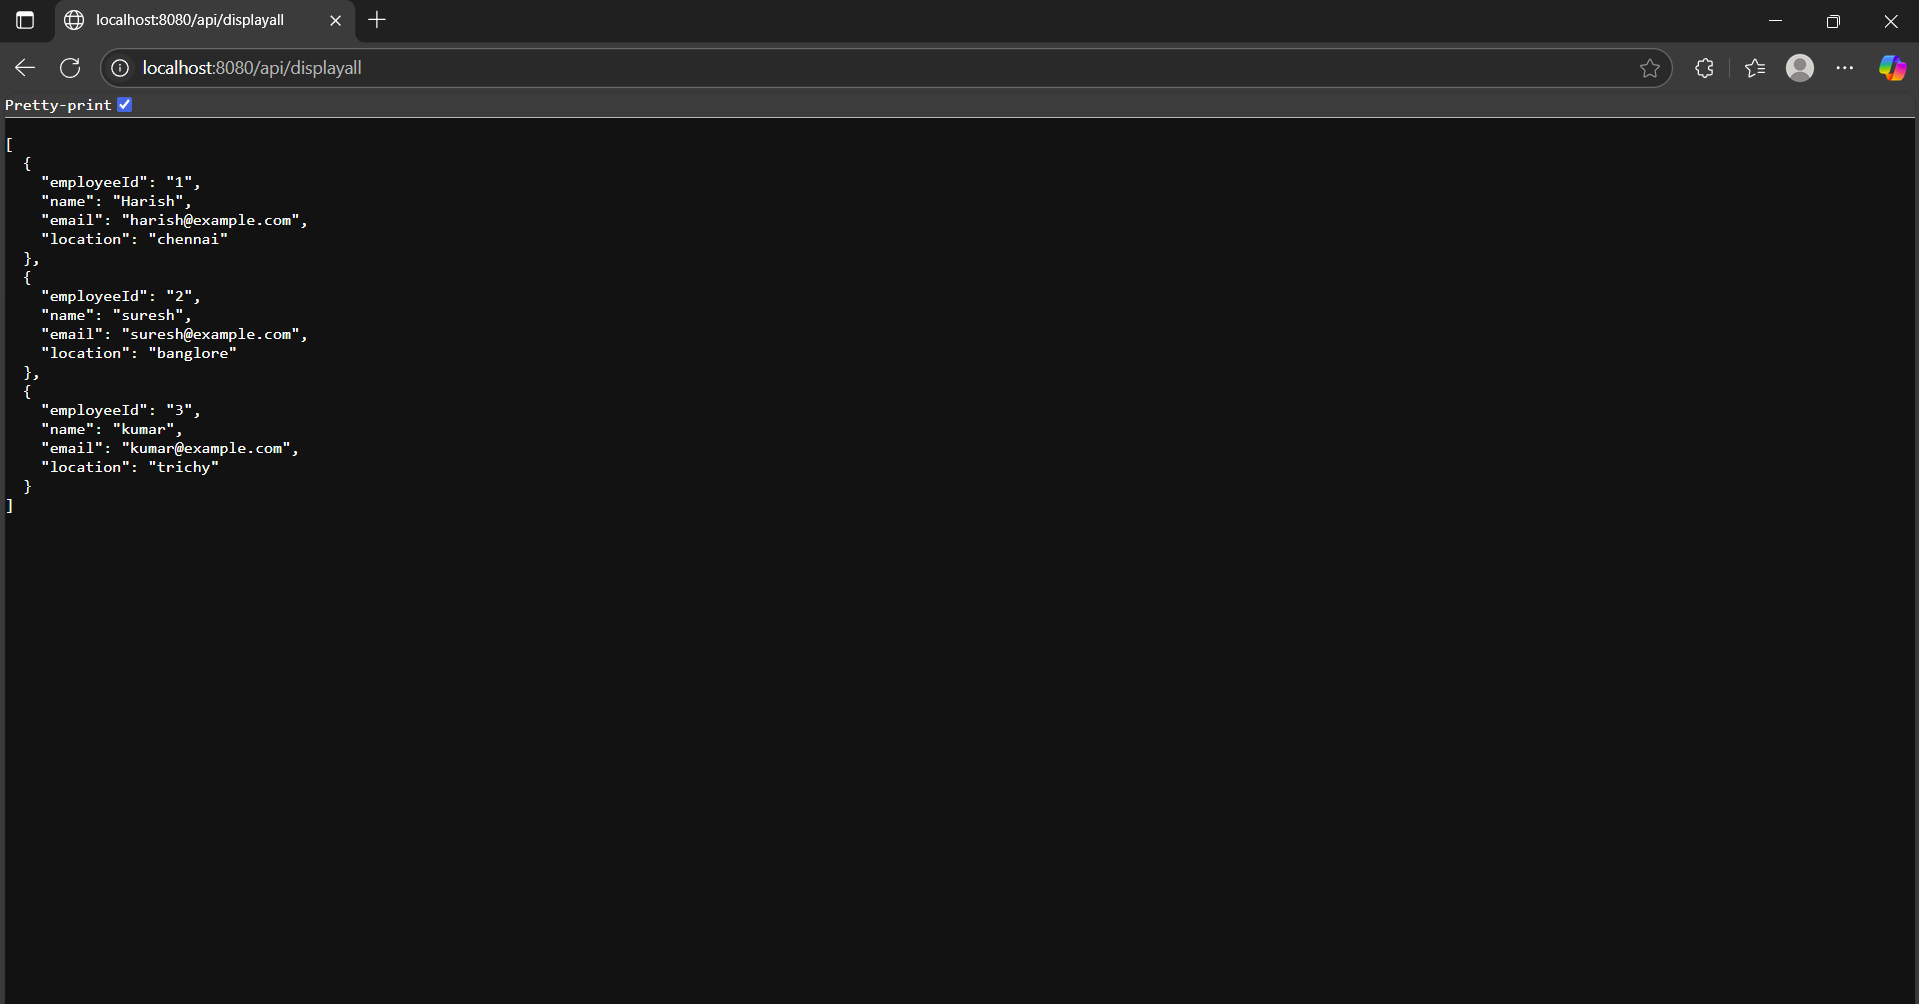 localhost:8080/api/displayall
localhost:8080/api/displayall
Pretty-print
[
  {
    "employeeId": "1",
    "name": "Harish",
    "email": "harish@example.com",
    "location": "chennai"
  },
  {
    "employeeId": "2",
    "name": "suresh",
    "email": "suresh@example.com",
    "location": "banglore"
  },
  {
    "employeeId": "3",
    "name": "kumar",
    "email": "kumar@example.com",
    "location": "trichy"
  }
]